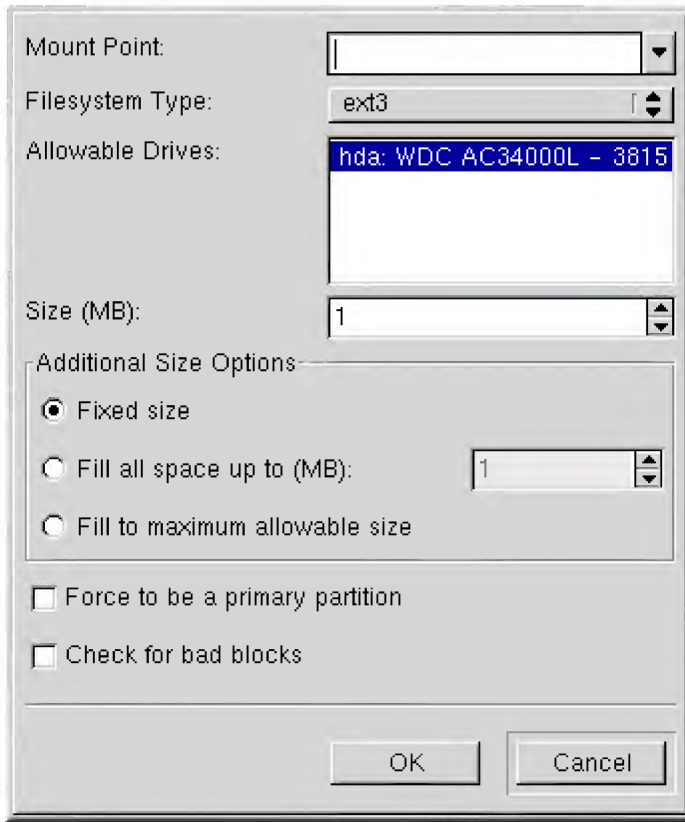 Mount Point:
Filesystem Type: ext3
Allowable Drives: hda: WDC AC34000L - 3815
Size (MB): 1
Additional Size Options
Fixed size
Fill all space up to (MB): 1
Fill to maximum allowable size
Force to be a primary partition
Check for bad blocks
OK Cancel